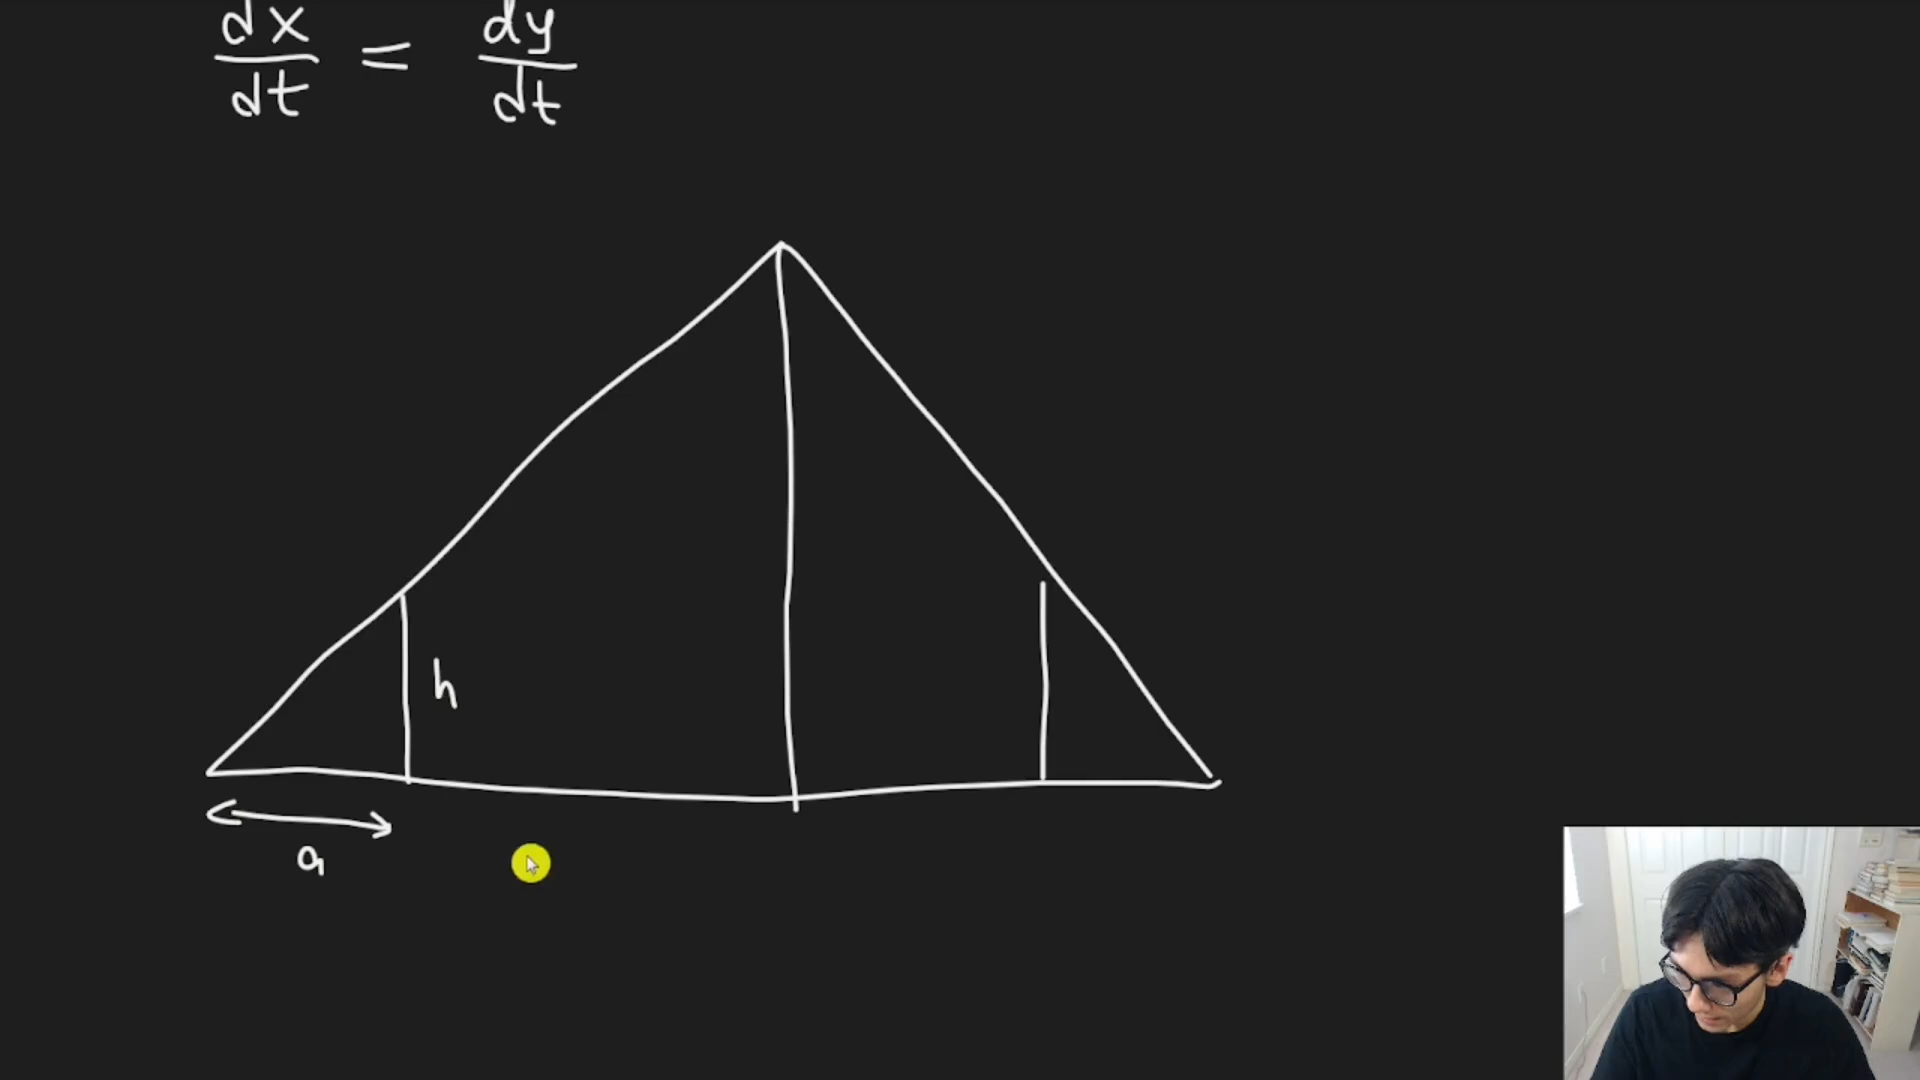 dx/dt = dy/dt
h
a